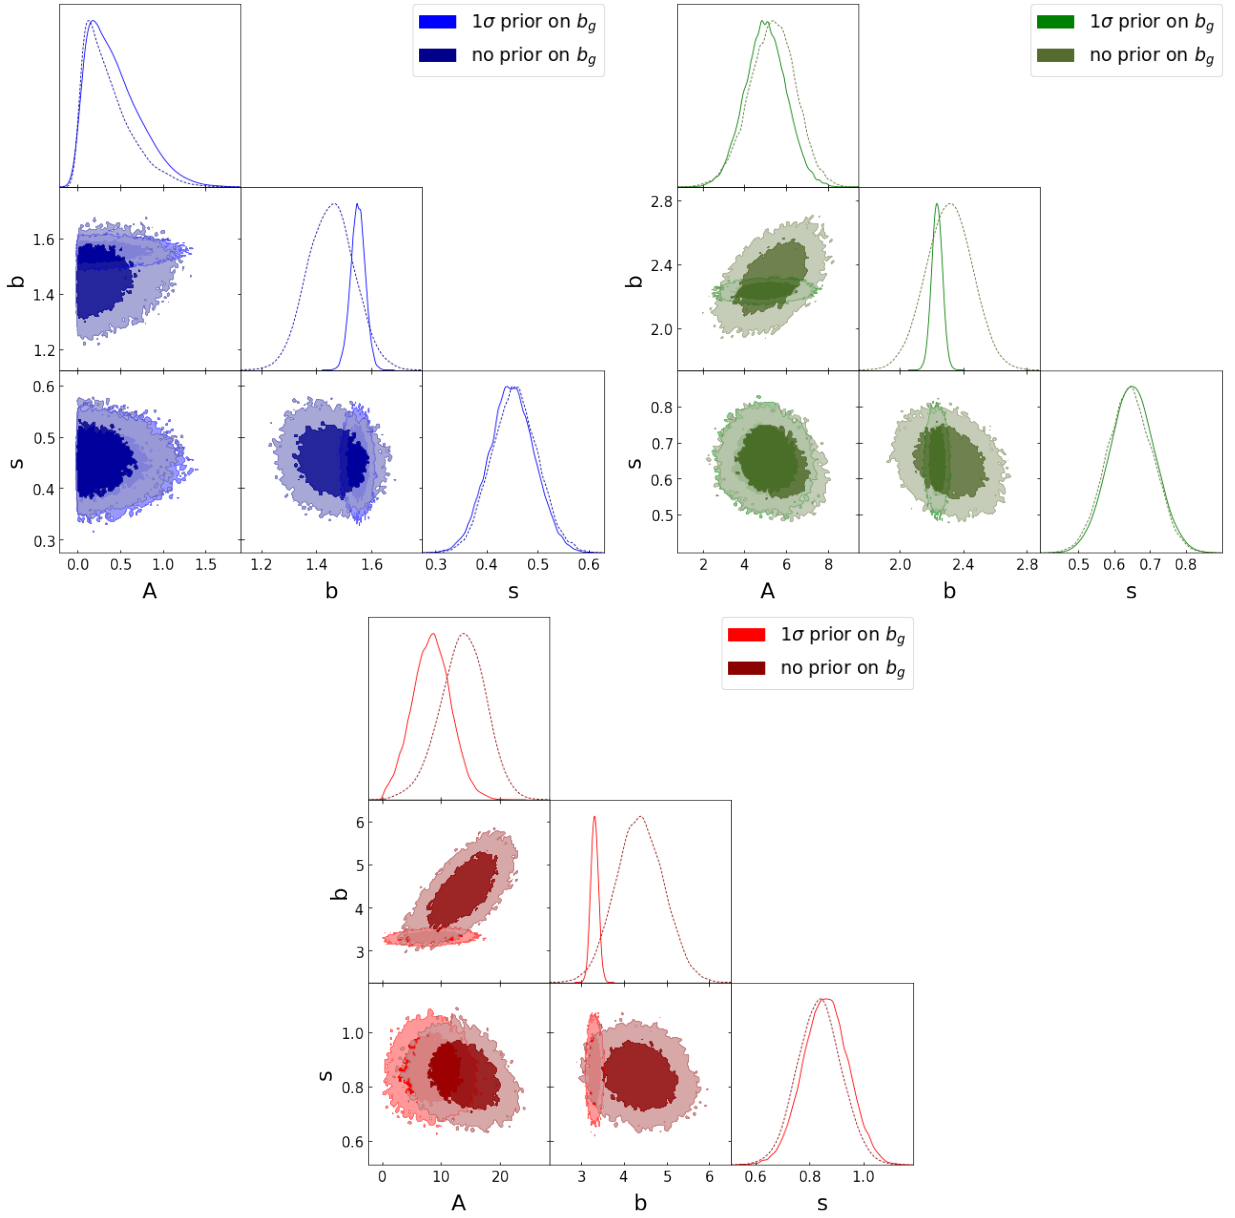 1σ prior on b_g
no prior on b_g
1σ prior on b_g
no prior on b_g
b
1.6
1.4
1.2
b
2.8
2.4
2.0
s
0.6
0.5
0.4
0.3
s
0.8
0.7
0.6
0.5
0.0 0.5 1.0 1.5
1.2 1.4 1.6
0.3 0.4 0.5 0.6
2 4 6 8
2.0 2.4 2.8
0.5 0.6 0.7 0.8
A b s
A b s
1σ prior on b_g
no prior on b_g
b
6
5
4
3
s
1.0
0.8
0.6
0 10 20
3 4 5 6
0.6 0.8 1.0
A b s